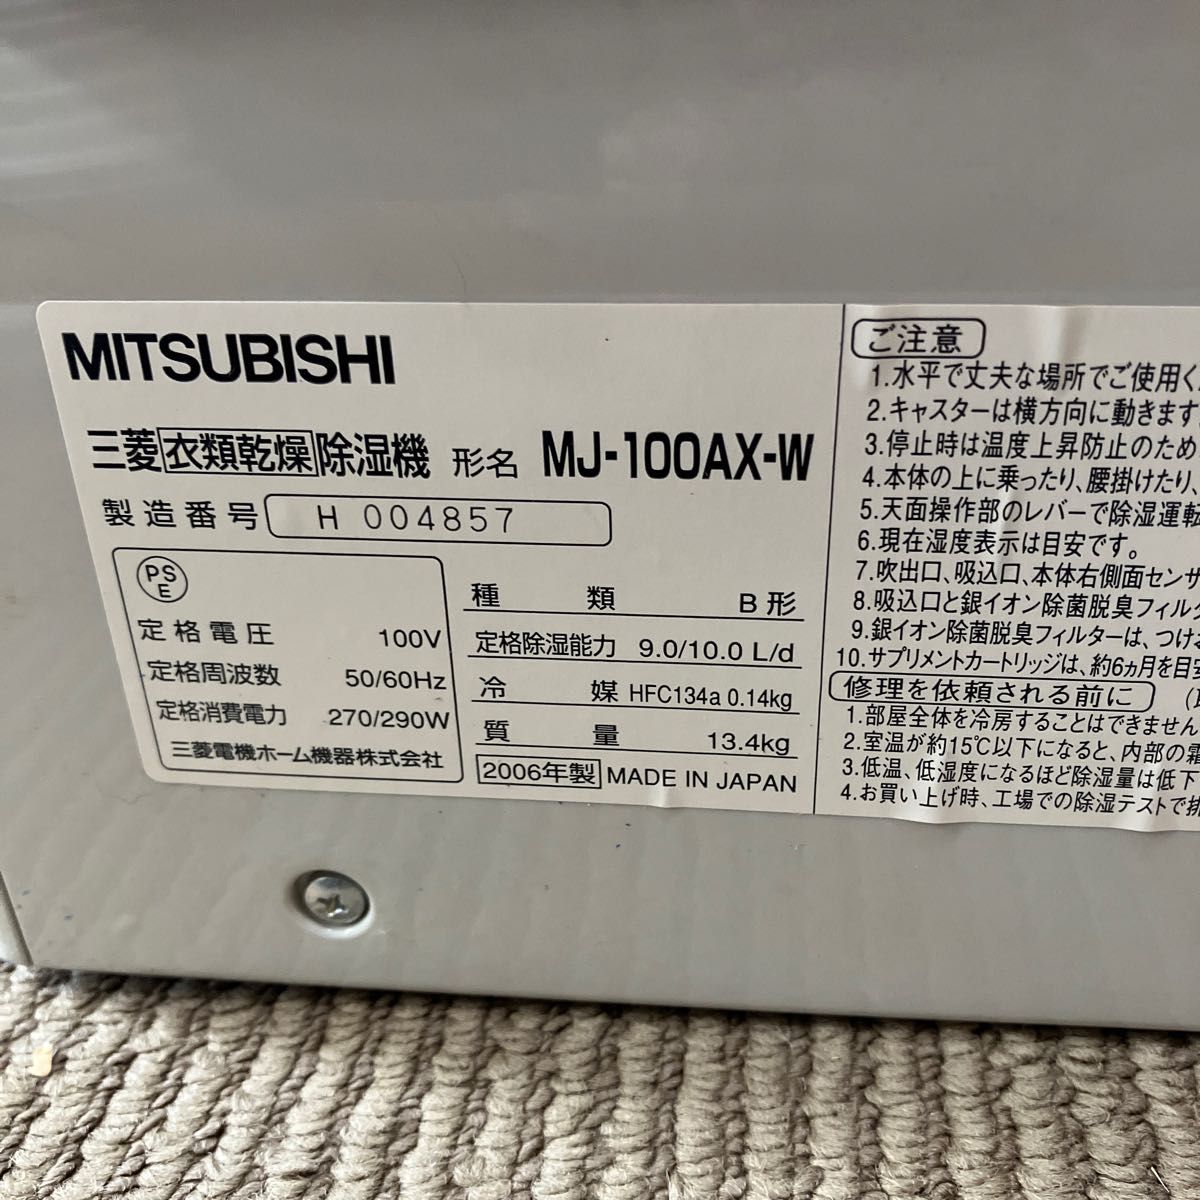 MITSUBISHI
三菱衣類乾燥除湿機 形名 MJ-100AX-W
製造番号 H 004857
PSE
定格電圧 100V
定格周波数 50/60Hz
定格消費電力 270/290W
三菱電機ホーム機器株式会社
種類 B形
定格除湿能力 9.0/10.0 L/d
冷媒 HFC134a 0.14kg
質量 13.4kg
2006年製 MADE IN JAPAN
ご注意
1.水平で丈夫な場所でご使用く
2.キャスターは横方向に動きます
3.停止時は温度上昇防止のため
4.本体の上に乗ったり、腰掛けたり、
5.天面操作部のレバーで除湿運転
6.現在湿度表示は目安です。
7.吹出口、吸込口、本体右側面センサ
8.吸込口と銀イオン除菌脱臭フィル
9.銀イオン除菌脱臭フィルターは、つける
10.サプリメントカートリッジは、約6ヵ月を目安
修理を依頼される前に
1.部屋全体を冷房することはできません
2.室温が約15℃以下になると、内部の霜
3.低温、低湿度になるほど除湿量は低下
4.お買い上げ時、工場での除湿テストで排